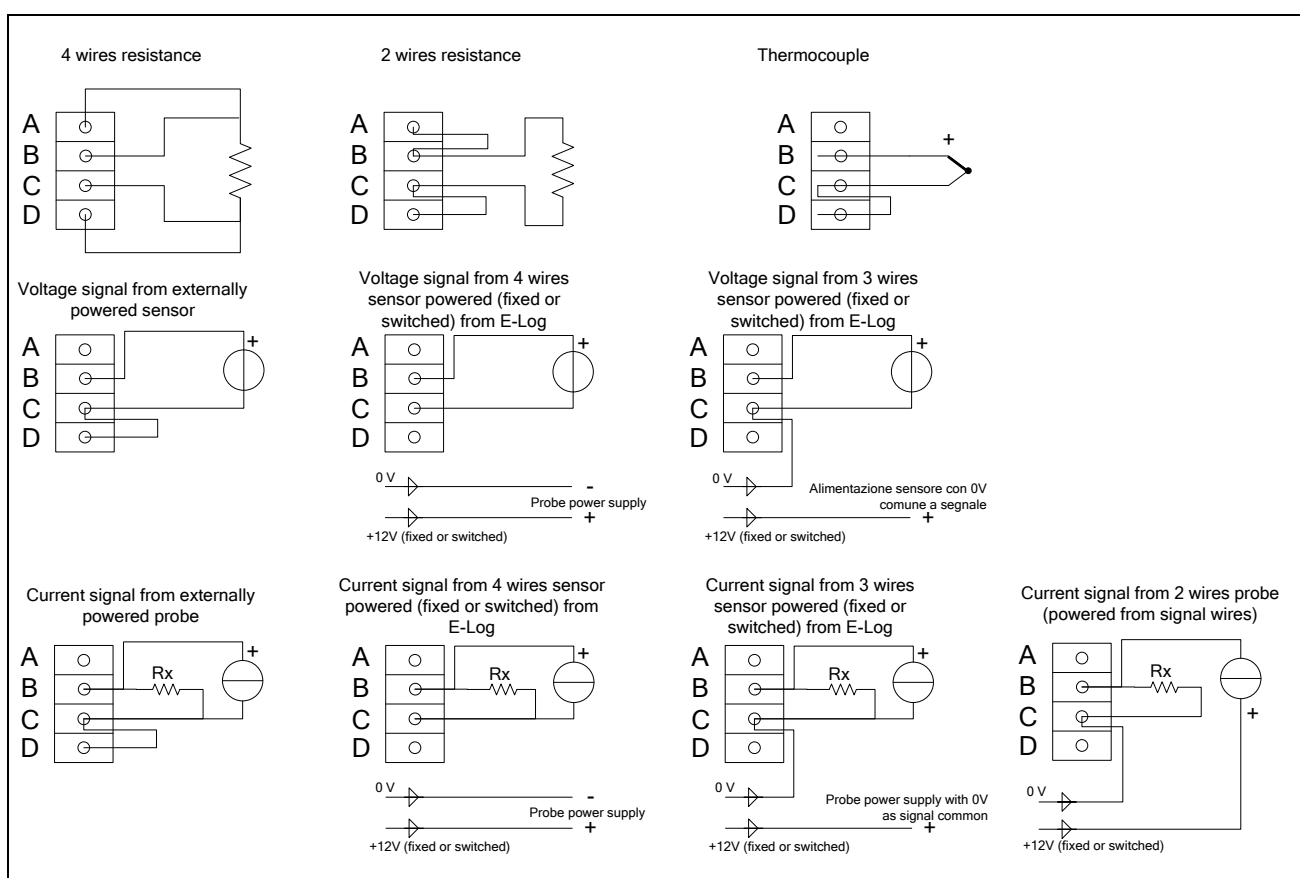 4 wires resistance
A
B
C
D
2 wires resistance
A
B
C
D
Thermocouple
A
B
C
D
+
Voltage signal from externally
powered sensor
A
B
C
D
+
Voltage signal from 4 wires
sensor powered (fixed or
switched) from E-Log
A
B
C
D
+
0 V
-
Probe power supply
+
+12V (fixed or switched)
Voltage signal from 3 wires
sensor powered (fixed or
switched) from E-Log
A
B
C
D
+
0 V
Alimentazione sensore con 0V
comune a segnale
+
+12V (fixed or switched)
Current signal from externally
powered probe
A
B
C
D
Rx
+
Current signal from 4 wires sensor
powered (fixed or switched) from
E-Log
A
B
C
D
Rx
+
0 V
-
Probe power supply
+
+12V (fixed or switched)
Current signal from 3 wires
sensor powered (fixed or
switched) from E-Log
A
B
C
D
Rx
+
0 V
Probe power supply with 0V
as signal common
+
+12V (fixed or switched)
Current signal from 2 wires probe
(powered from signal wires)
A
B
C
D
Rx
+
0 V
+12V (fixed or switched)